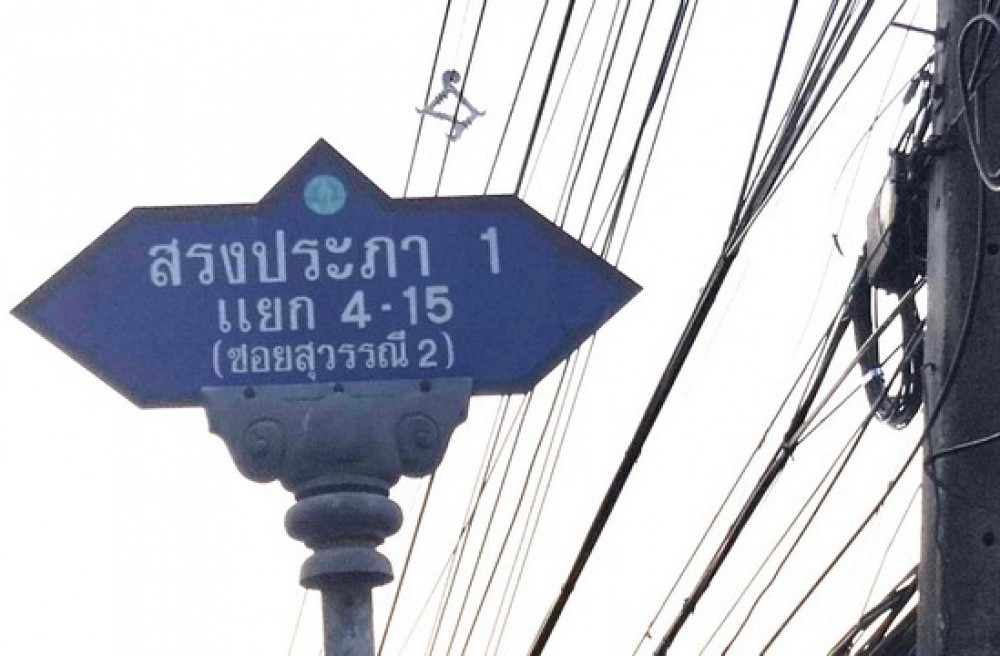 สรงประภา 1
แยก 4-15
(ซอยสุวรรณี 2)